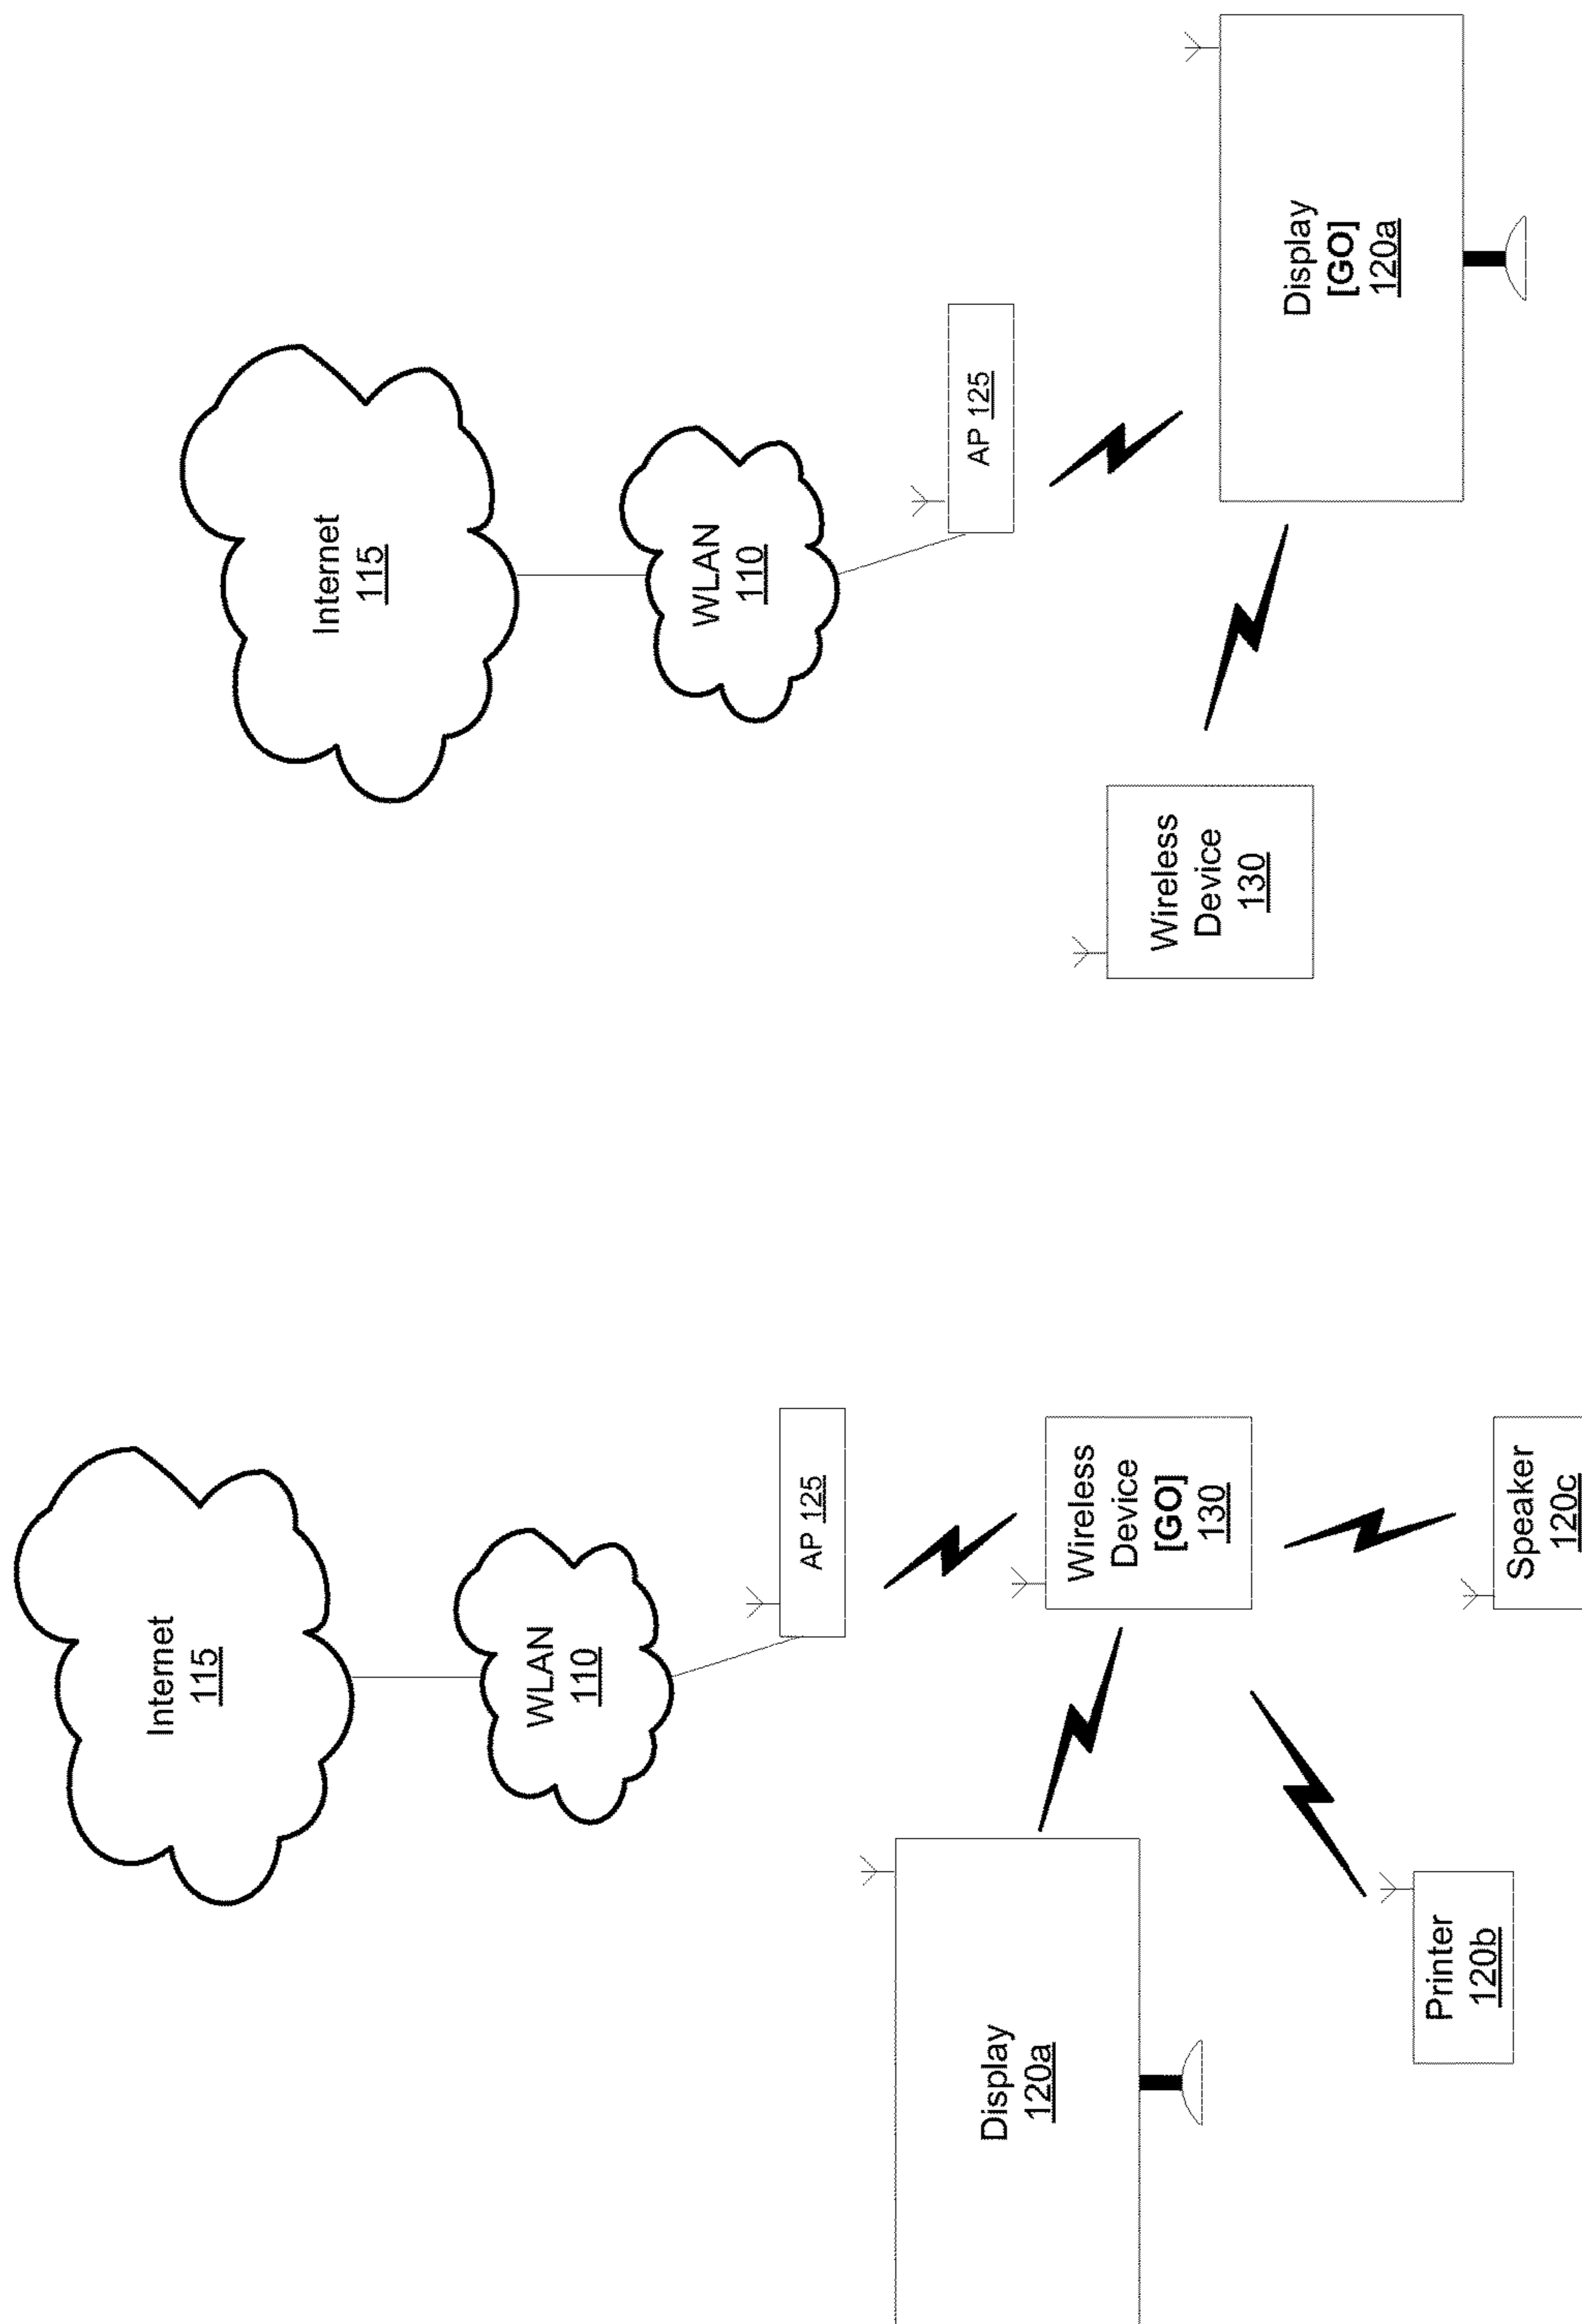 Internet
115
WLAN
110
AP 125
Wireless
Device
[GO]
130
Display
120a
Printer
120b
Speaker
120c
Internet
115
WLAN
110
AP 125
Display
[GO]
120a
Wireless
Device
130